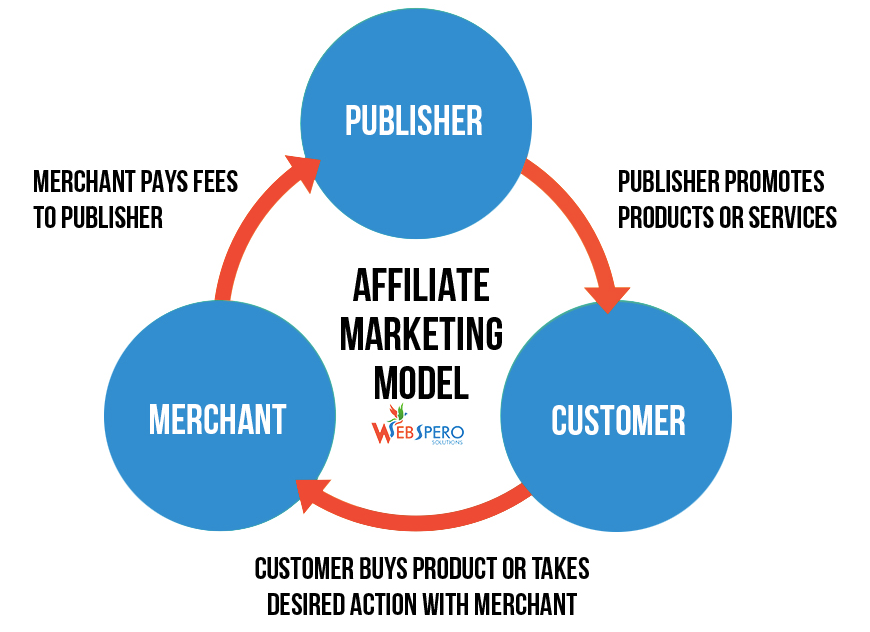 PUBLISHER
MERCHANT PAYS FEES
TO PUBLISHER
PUBLISHER PROMOTES
PRODUCTS OR SERVICES
AFFILIATE
MARKETING
MODEL
WEBSPERO
SOLUTIONS
MERCHANT
CUSTOMER
CUSTOMER BUYS PRODUCT OR TAKES
DESIRED ACTION WITH MERCHANT